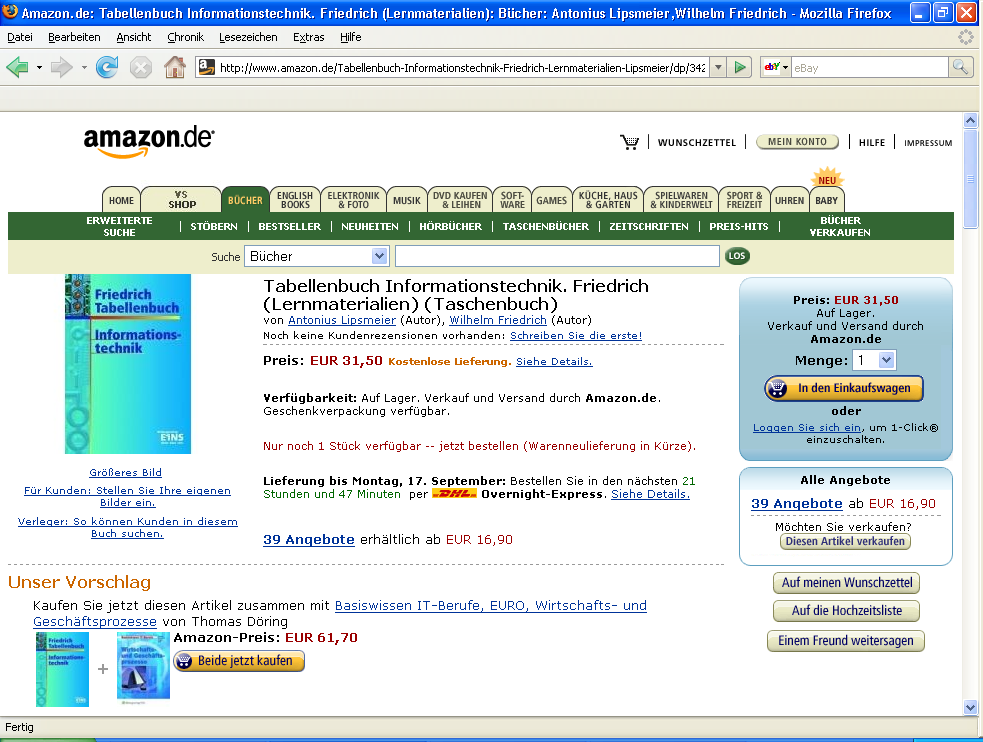 Amazon.de: Tabellenbuch Informationstechnik. Friedrich (Lernmaterialien): Bücher: Antonius Lipsmeier,Wilhelm Friedrich - Mozilla Firefox
Datei Bearbeiten Ansicht Chronik Lesezeichen Extras Hilfe
http://www.amazon.de/Tabellenbuch-Informationstechnik-Friedrich-Lernmaterialien-Lipsmeier/dp/342
ebY eBay
amazon.de
WUNSCHZETTEL MEIN KONTO HILFE IMPRESSUM
NEU
HOME
VS SHOP
BÜCHER
ENGLISH BOOKS
ELEKTRONIK & FOTO
MUSIK
DVD KAUFEN & LEIHEN
SOFT-WARE
GAMES
KÜCHE, HAUS & GARTEN
SPIELWAREN & KINDERWELT
SPORT & FREIZEIT
UHREN
BABY
ERWEITERTE SUCHE | STÖBERN | BESTSELLER | NEUHEITEN | HÖRBÜCHER | TASCHENBÜCHER | ZEITSCHRIFTEN | PREIS-HITS | BÜCHER VERKAUFEN
Suche Bücher LOS
Friedrich
Tabellenbuch
Informations-
technik
EINS
Größeres Bild
Für Kunden: Stellen Sie Ihre eigenen
Bilder ein.
Verleger: So können Kunden in diesem
Buch suchen.
Tabellenbuch Informationstechnik. Friedrich
(Lernmaterialien) (Taschenbuch)
von Antonius Lipsmeier (Autor), Wilhelm Friedrich (Autor)
Noch keine Kundenrezensionen vorhanden: Schreiben Sie die erste!
Preis: EUR 31,50 Kostenlose Lieferung. Siehe Details.
Verfügbarkeit: Auf Lager. Verkauf und Versand durch Amazon.de.
Geschenkverpackung verfügbar.
Nur noch 1 Stück verfügbar -- jetzt bestellen (Warenneulieferung in Kürze).
Lieferung bis Montag, 17. September: Bestellen Sie in den nächsten 21
Stunden und 47 Minuten per DHL Overnight-Express. Siehe Details.
39 Angebote erhältlich ab EUR 16,90
Preis: EUR 31,50
Auf Lager.
Verkauf und Versand durch
Amazon.de
Menge: 1
In den Einkaufswagen
oder
Loggen Sie sich ein, um 1-Click®
einzuschalten.
Alle Angebote
39 Angebote ab EUR 16,90
Möchten Sie verkaufen?
Diesen Artikel verkaufen
Auf meinen Wunschzettel
Auf die Hochzeitsliste
Einem Freund weitersagen
Unser Vorschlag
Kaufen Sie jetzt diesen Artikel zusammen mit Basiswissen IT-Berufe, EURO, Wirtschafts- und
Geschäftsprozesse von Thomas Döring
Friedrich
Tabellenbuch
Informations-
technik
+
Wirtschafts-
und Geschäfts-
prozesse
Amazon-Preis: EUR 61,70
Beide jetzt kaufen
Fertig